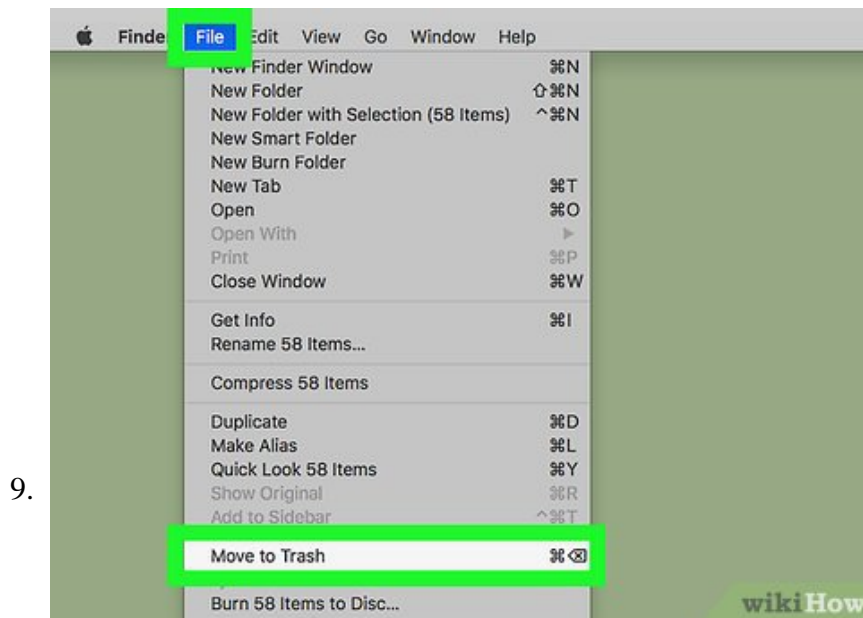 Finde File Edit View Go Window Help
New Finder Window ⌘N
New Folder ⇧⌘N
New Folder with Selection (58 Items) ^⌘N
New Smart Folder
New Burn Folder
New Tab ⌘T
Open ⌘O
Open With ▶
Print ⌘P
Close Window ⌘W
Get Info ⌘I
Rename 58 Items...
Compress 58 Items
Duplicate ⌘D
Make Alias ⌘L
Quick Look 58 Items ⌘Y
Show Original ⌘R
Add to Sidebar ^⌘T
9.
Move to Trash ⌘⌫
Burn 58 Items to Disc...
wikiHow